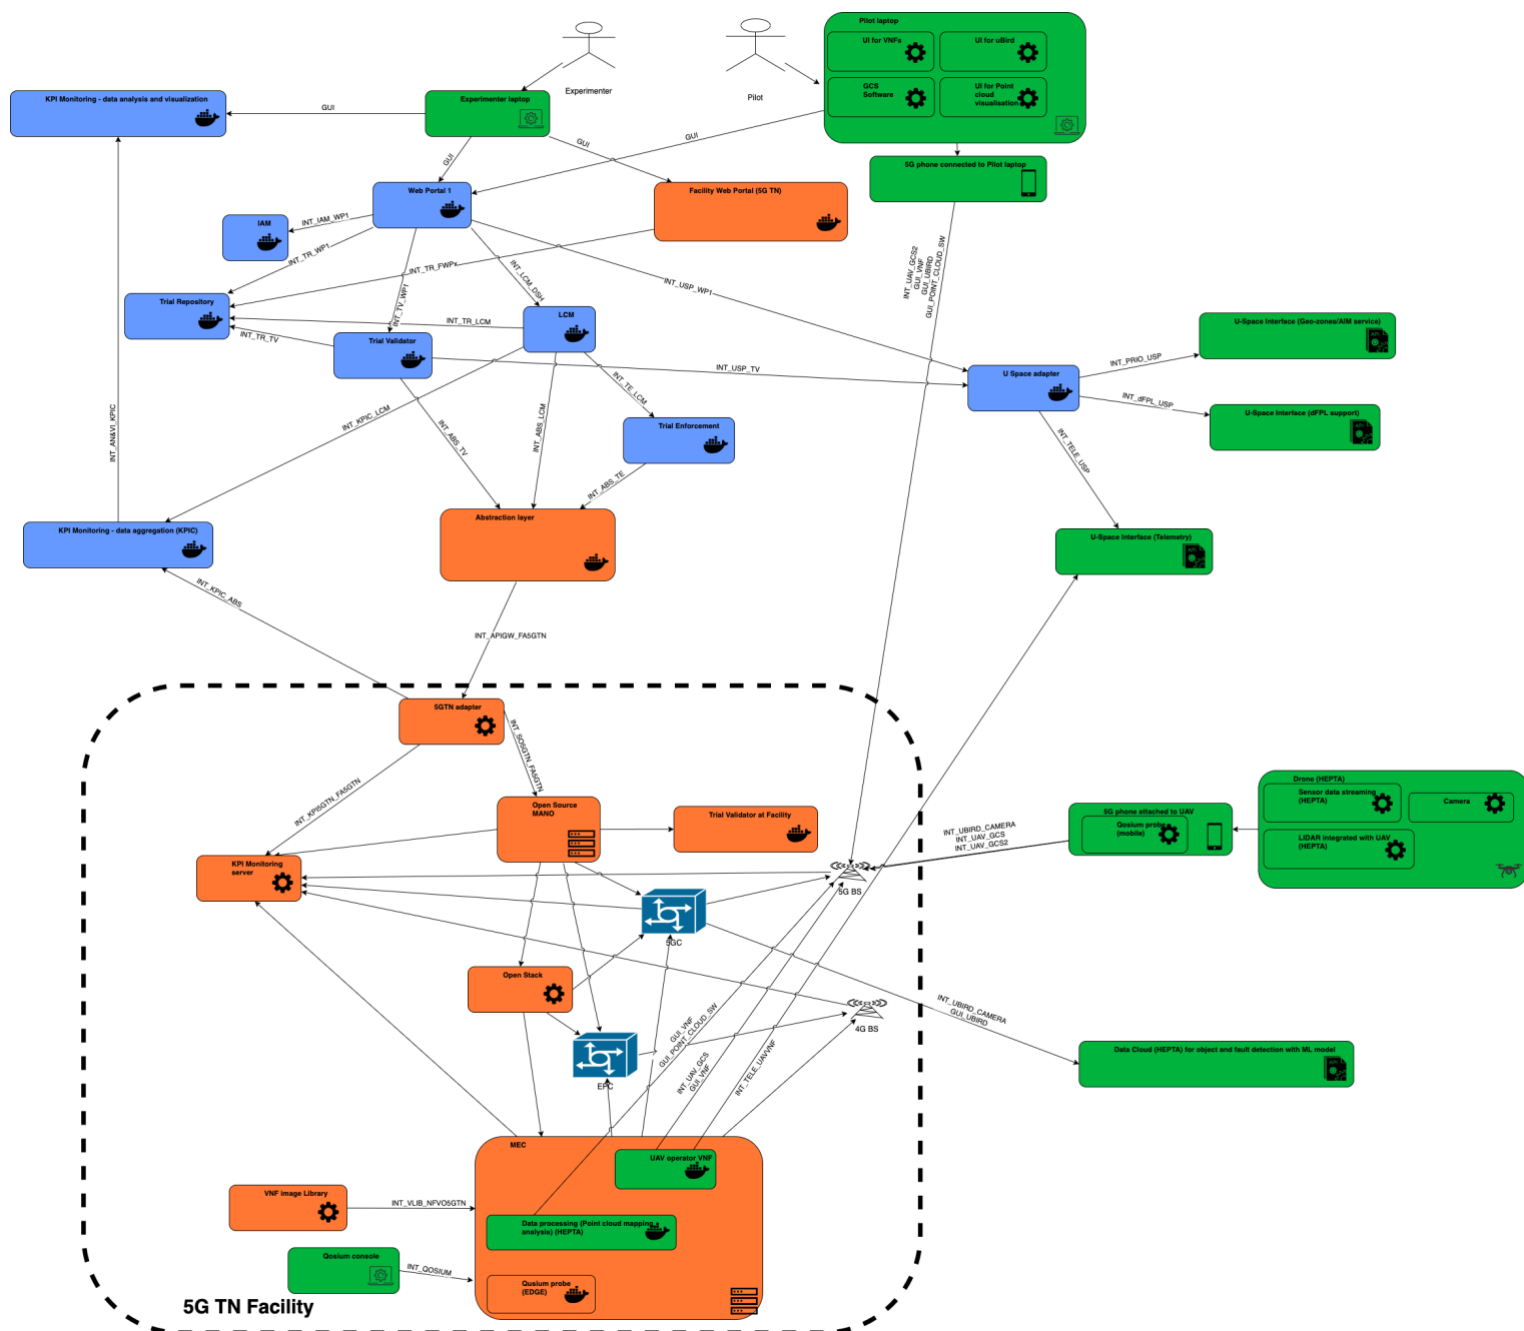 Pilot laptop
UI for VNFs
UI for uBird
GCS
Software
UI for Point
cloud
visualisation
Experimenter
Pilot
KPI Monitoring - data analysis and visualization
GUI
Experimenter laptop
GUI
GUI
GUI
5G phone connected to Pilot laptop
Web Portal 1
Facility Web Portal (5G TN)
IAM
INT_IAM_WP1
INT_TR_WP1
INT_TR_FWPx
INT_TV_WP1
INT_LCM_DSH
INT_USP_WP1
INT_UAV_GCS2
GUI_VNF
GUI_UBIRD
GUI_POINT_CLOUD_SW
Trial Repository
INT_TR_LCM
INT_TR_TV
LCM
Trial Validator
INT_USP_TV
U Space adapter
INT_PRIO_USP
U-Space Interface (Geo-zones/AIM service)
INT_dFPL_USP
U-Space Interface (dFPL support)
INT_TELE_USP
INT_AN&VI_KPIC
INT_KPIC_LCM
INT_ABS_TV
INT_ABS_LCM
INT_TE_LCM
Trial Enforcement
INT_ABS_TE
Abstraction layer
KPI Monitoring - data aggregation (KPIC)
U-Space Interface (Telemetry)
INT_KPIC_ABS
INT_APIGW_FA5GTN
5GTN adapter
INT_SO5GTN_FA5GTN
INT_KPI5GTN_FA5GTN
Open Source
MANO
Trial Validator at Facility
KPI Monitoring
server
5G BS
INT_UBIRD_CAMERA
INT_UAV_GCS
INT_UAV_GCS2
5G phone attached to UAV
Qosium probe
(mobile)
Drone (HEPTA)
Sensor data streaming
(HEPTA)
Camera
LIDAR integrated with UAV
(HEPTA)
5GC
Open Stack
4G BS
INT_UBIRD_CAMERA
GUI_UBIRD
EPC
GUI_VNF
GUI_POINT_CLOUD_SW
INT_UAV_GCS
GUI_VNF
INT_TELE_UAVVNF
Data Cloud (HEPTA) for object and fault detection with ML model
MEC
UAV operator VNF
VNF image Library
INT_VLIB_NFVO5GTN
Data processing (Point cloud mapping
analysis) (HEPTA)
Qosium console
INT_QOSIUM
Qusium probe
(EDGE)
5G TN Facility